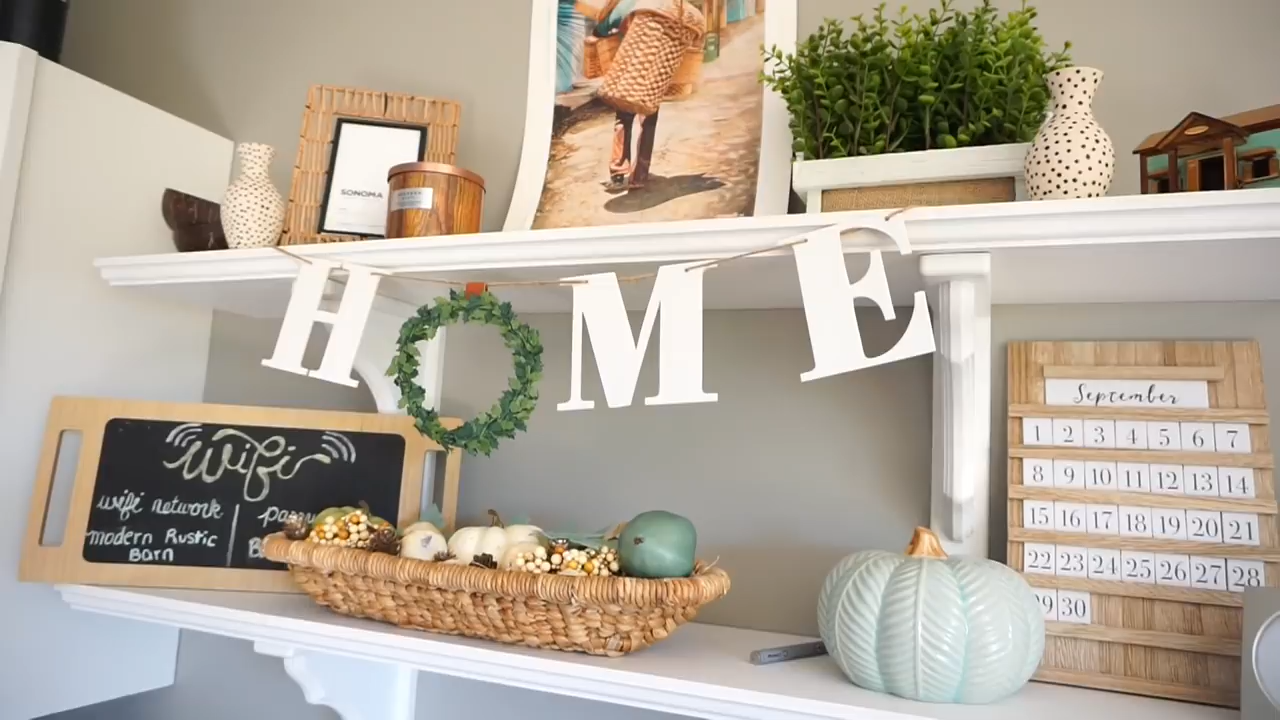 SONOMA
H M E
wifi
wifi network
modern Rustic
Barn
September
1 2 3 4 5 6 7
8 9 10 11 12 13 14
15 16 17 18 19 20 21
22 23 24 25 26 27 28
29 30